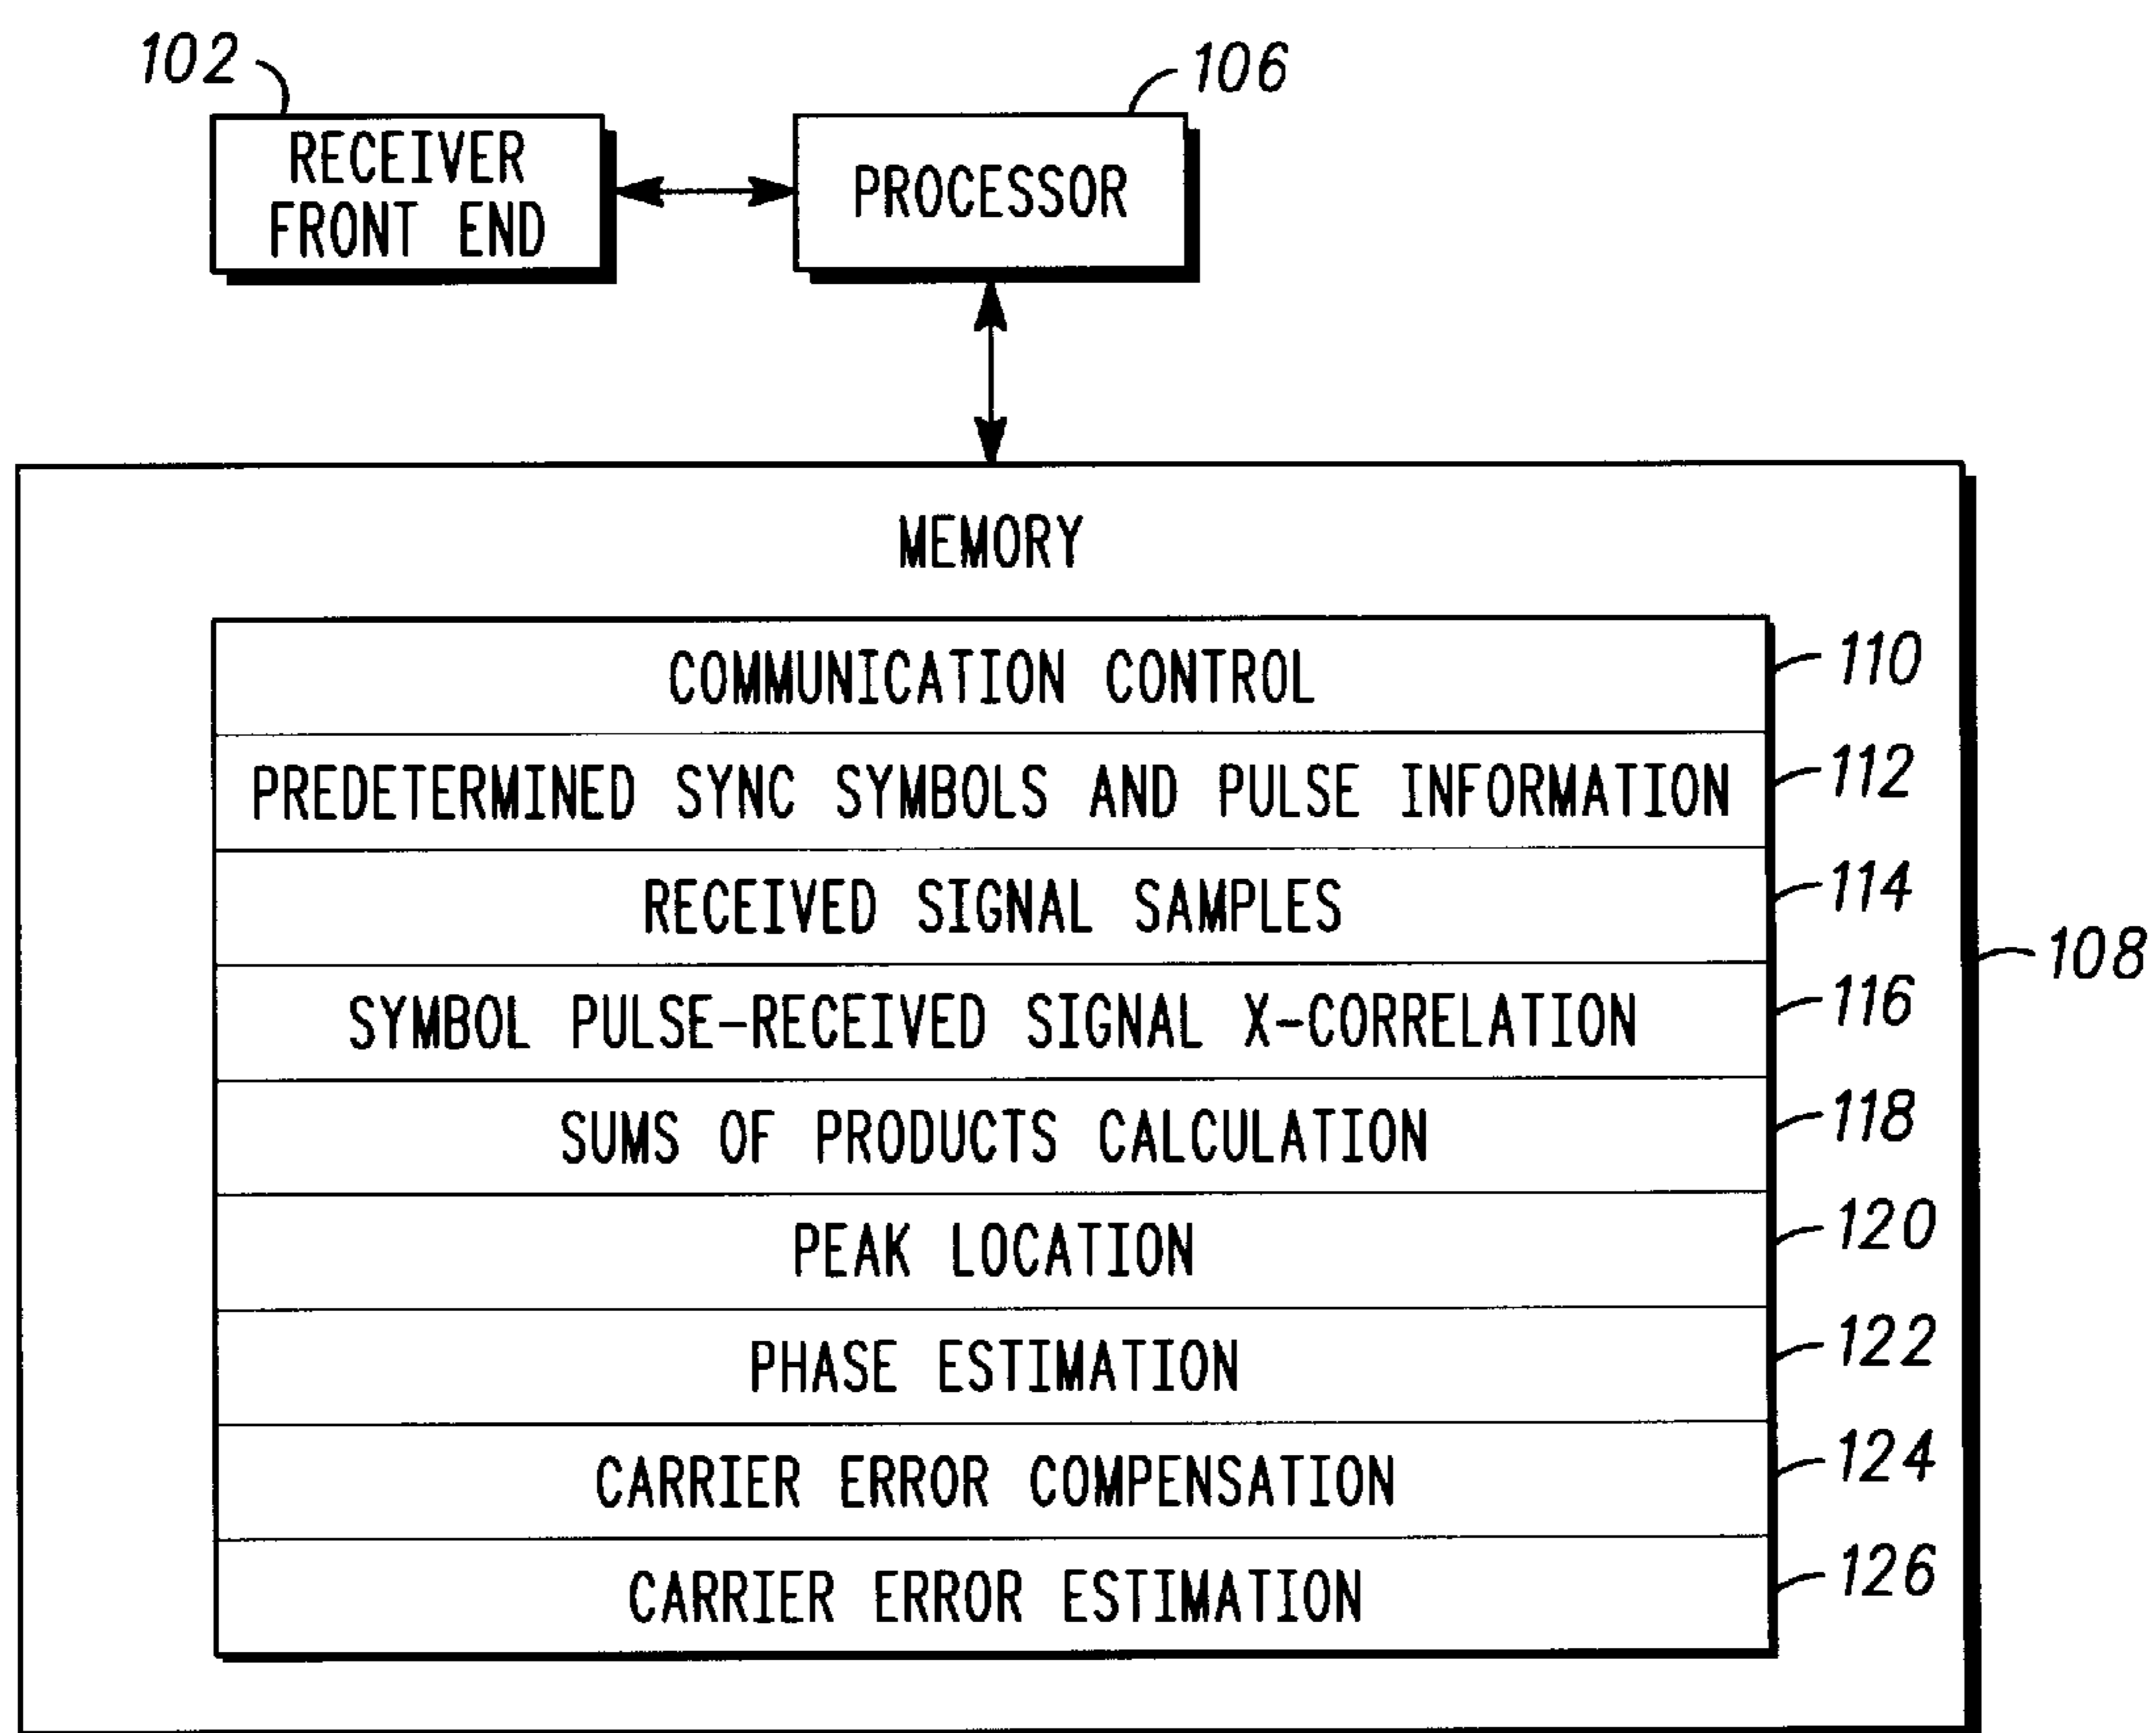 102
106
RECEIVER
FRONT END
PROCESSOR
MEMORY
COMMUNICATION CONTROL
110
PREDETERMINED SYNC SYMBOLS AND PULSE INFORMATION
112
RECEIVED SIGNAL SAMPLES
114
108
SYMBOL PULSE-RECEIVED SIGNAL X-CORRELATION
116
SUMS OF PRODUCTS CALCULATION
118
PEAK LOCATION
120
PHASE ESTIMATION
122
CARRIER ERROR COMPENSATION
124
CARRIER ERROR ESTIMATION
126